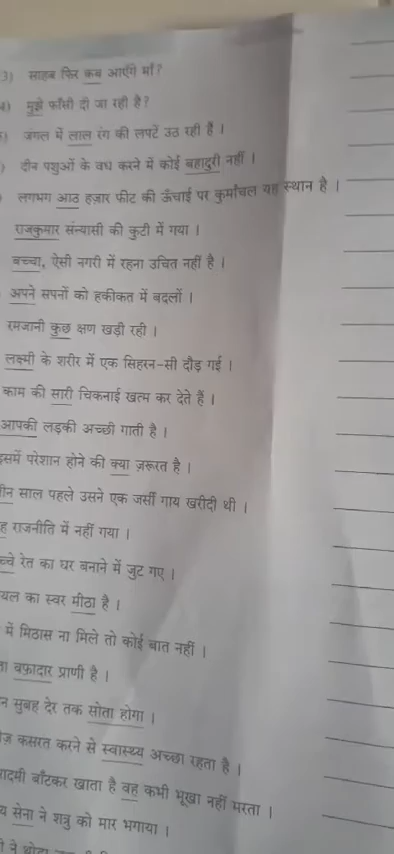 3) साहब फिर कब आएँगे माँ?
4) मुझे फाँसी दी जा रही है?
जंगल में लाल रंग की लपटें उठ रही हैं ।
दीन पशुओं के वध करने में कोई बहादुरी नहीं ।
लगभग आठ हज़ार फीट की ऊँचाई पर कुर्मांचल यह स्थान है ।
राजकुमार संन्यासी की कुटी में गया ।
बच्चा, ऐसी नगरी में रहना उचित नहीं है ।
अपने सपनों को हकीकत में बदलों ।
रमजानी कुछ क्षण खड़ी रही ।
लक्ष्मी के शरीर में एक सिहरन-सी दौड़ गई ।
काम की सारी चिकनाई खत्म कर देते हैं ।
आपकी लड़की अच्छी गाती है ।
इसमें परेशान होने की क्या ज़रूरत है ।
साल पहले उसने एक जर्सी गाय खरीदी थी ।
राजनीति में नहीं गया ।
रेत का घर बनाने में जुट गए ।
का स्वर मीठा है ।
में मिठास ना मिले तो कोई बात नहीं ।
वफ़ादार प्राणी है ।
सुबह देर तक सोता होगा ।
कसरत करने से स्वास्थ्य अच्छा रहता है ।
बाँटकर खाता है वह कभी भूखा नहीं मरता ।
सेना ने शत्रु को मार भगाया ।